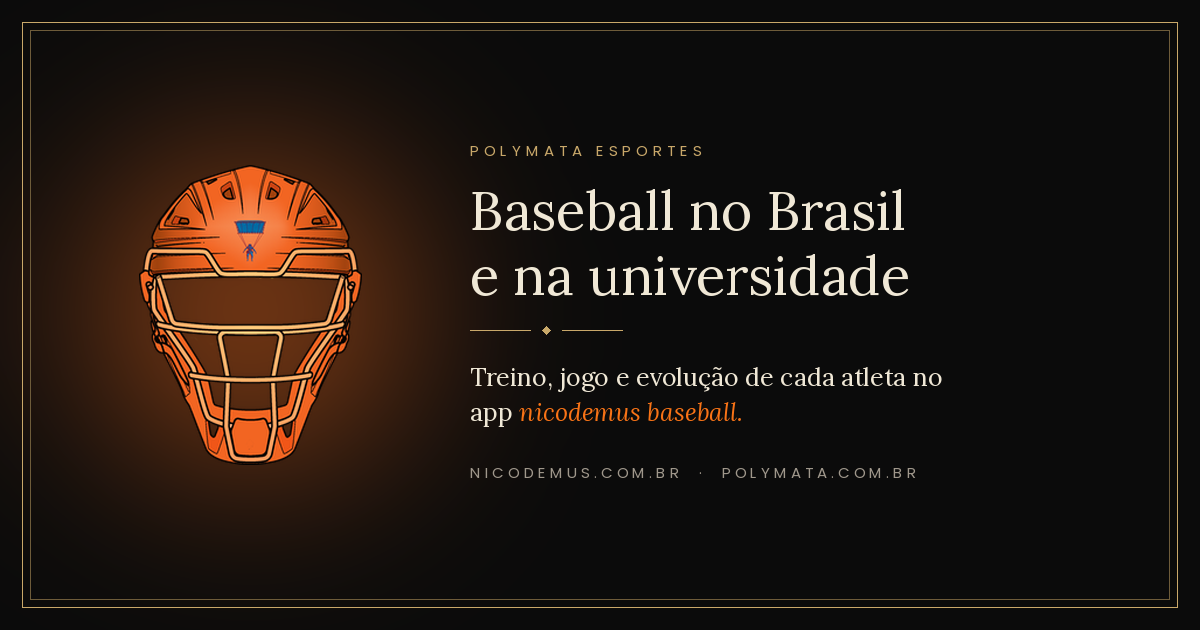 POLYMATA ESPORTES
Baseball no Brasil
e na universidade
Treino, jogo e evolução de cada atleta no
app nicodemus baseball.
NICODEMUS.COM.BR · POLYMATA.COM.BR